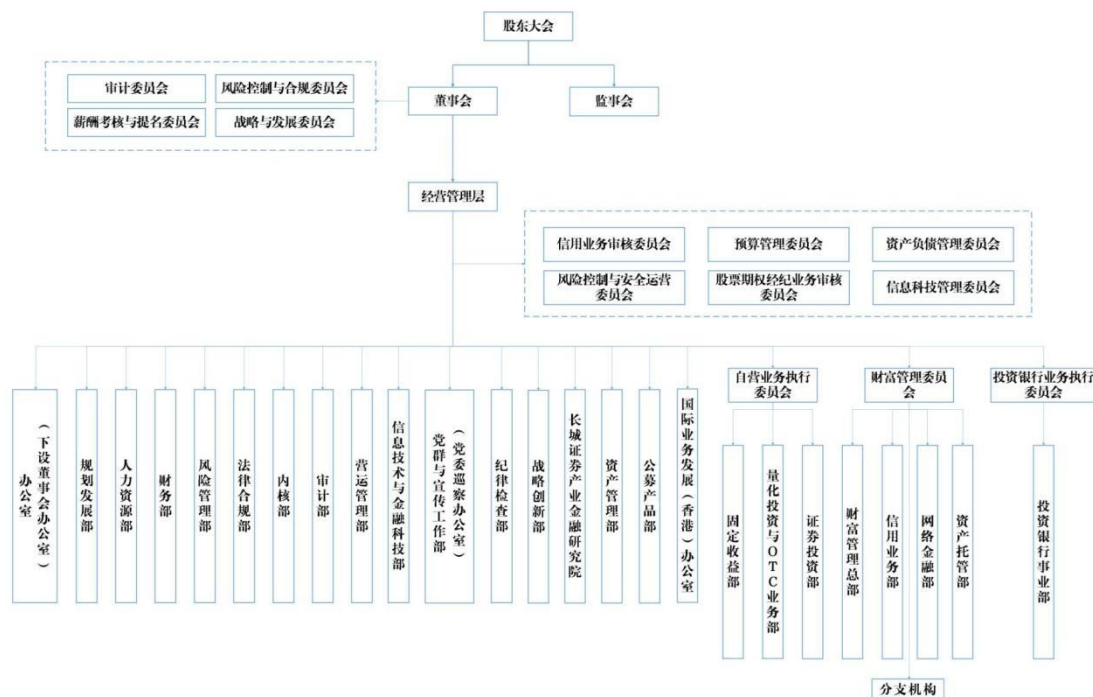 股东大会
审计委员会
风险控制与合规委员会
董事会
监事会
薪酬考核与提名委员会
战略与发展委员会
经营管理层
信用业务审核委员会
预算管理委员会
资产负债管理委员会
风险控制与安全运营
委员会
股票期权经纪业务审核
委员会
信息科技管理委员会
自营业务执行
委员会
财富管理委员
会
投资银行业务执行
委员会
办公室
（下设董事会办公室）
规划发展部
人力资源部
财务部
风险管理部
法律合规部
内核部
审计部
营运管理部
信息技术与金融科技部
党群与宣传工作部
（党委巡察办公室）
纪律检查部
战略创新部
长城证券产业金融研究院
资产管理部
公募产品部
国际业务发展（香港）办公室
固定收益部
量化投资与OTC业务部
证券投资部
财富管理总部
信用业务部
网络金融部
资产托管部
投资银行事业部
分支机构